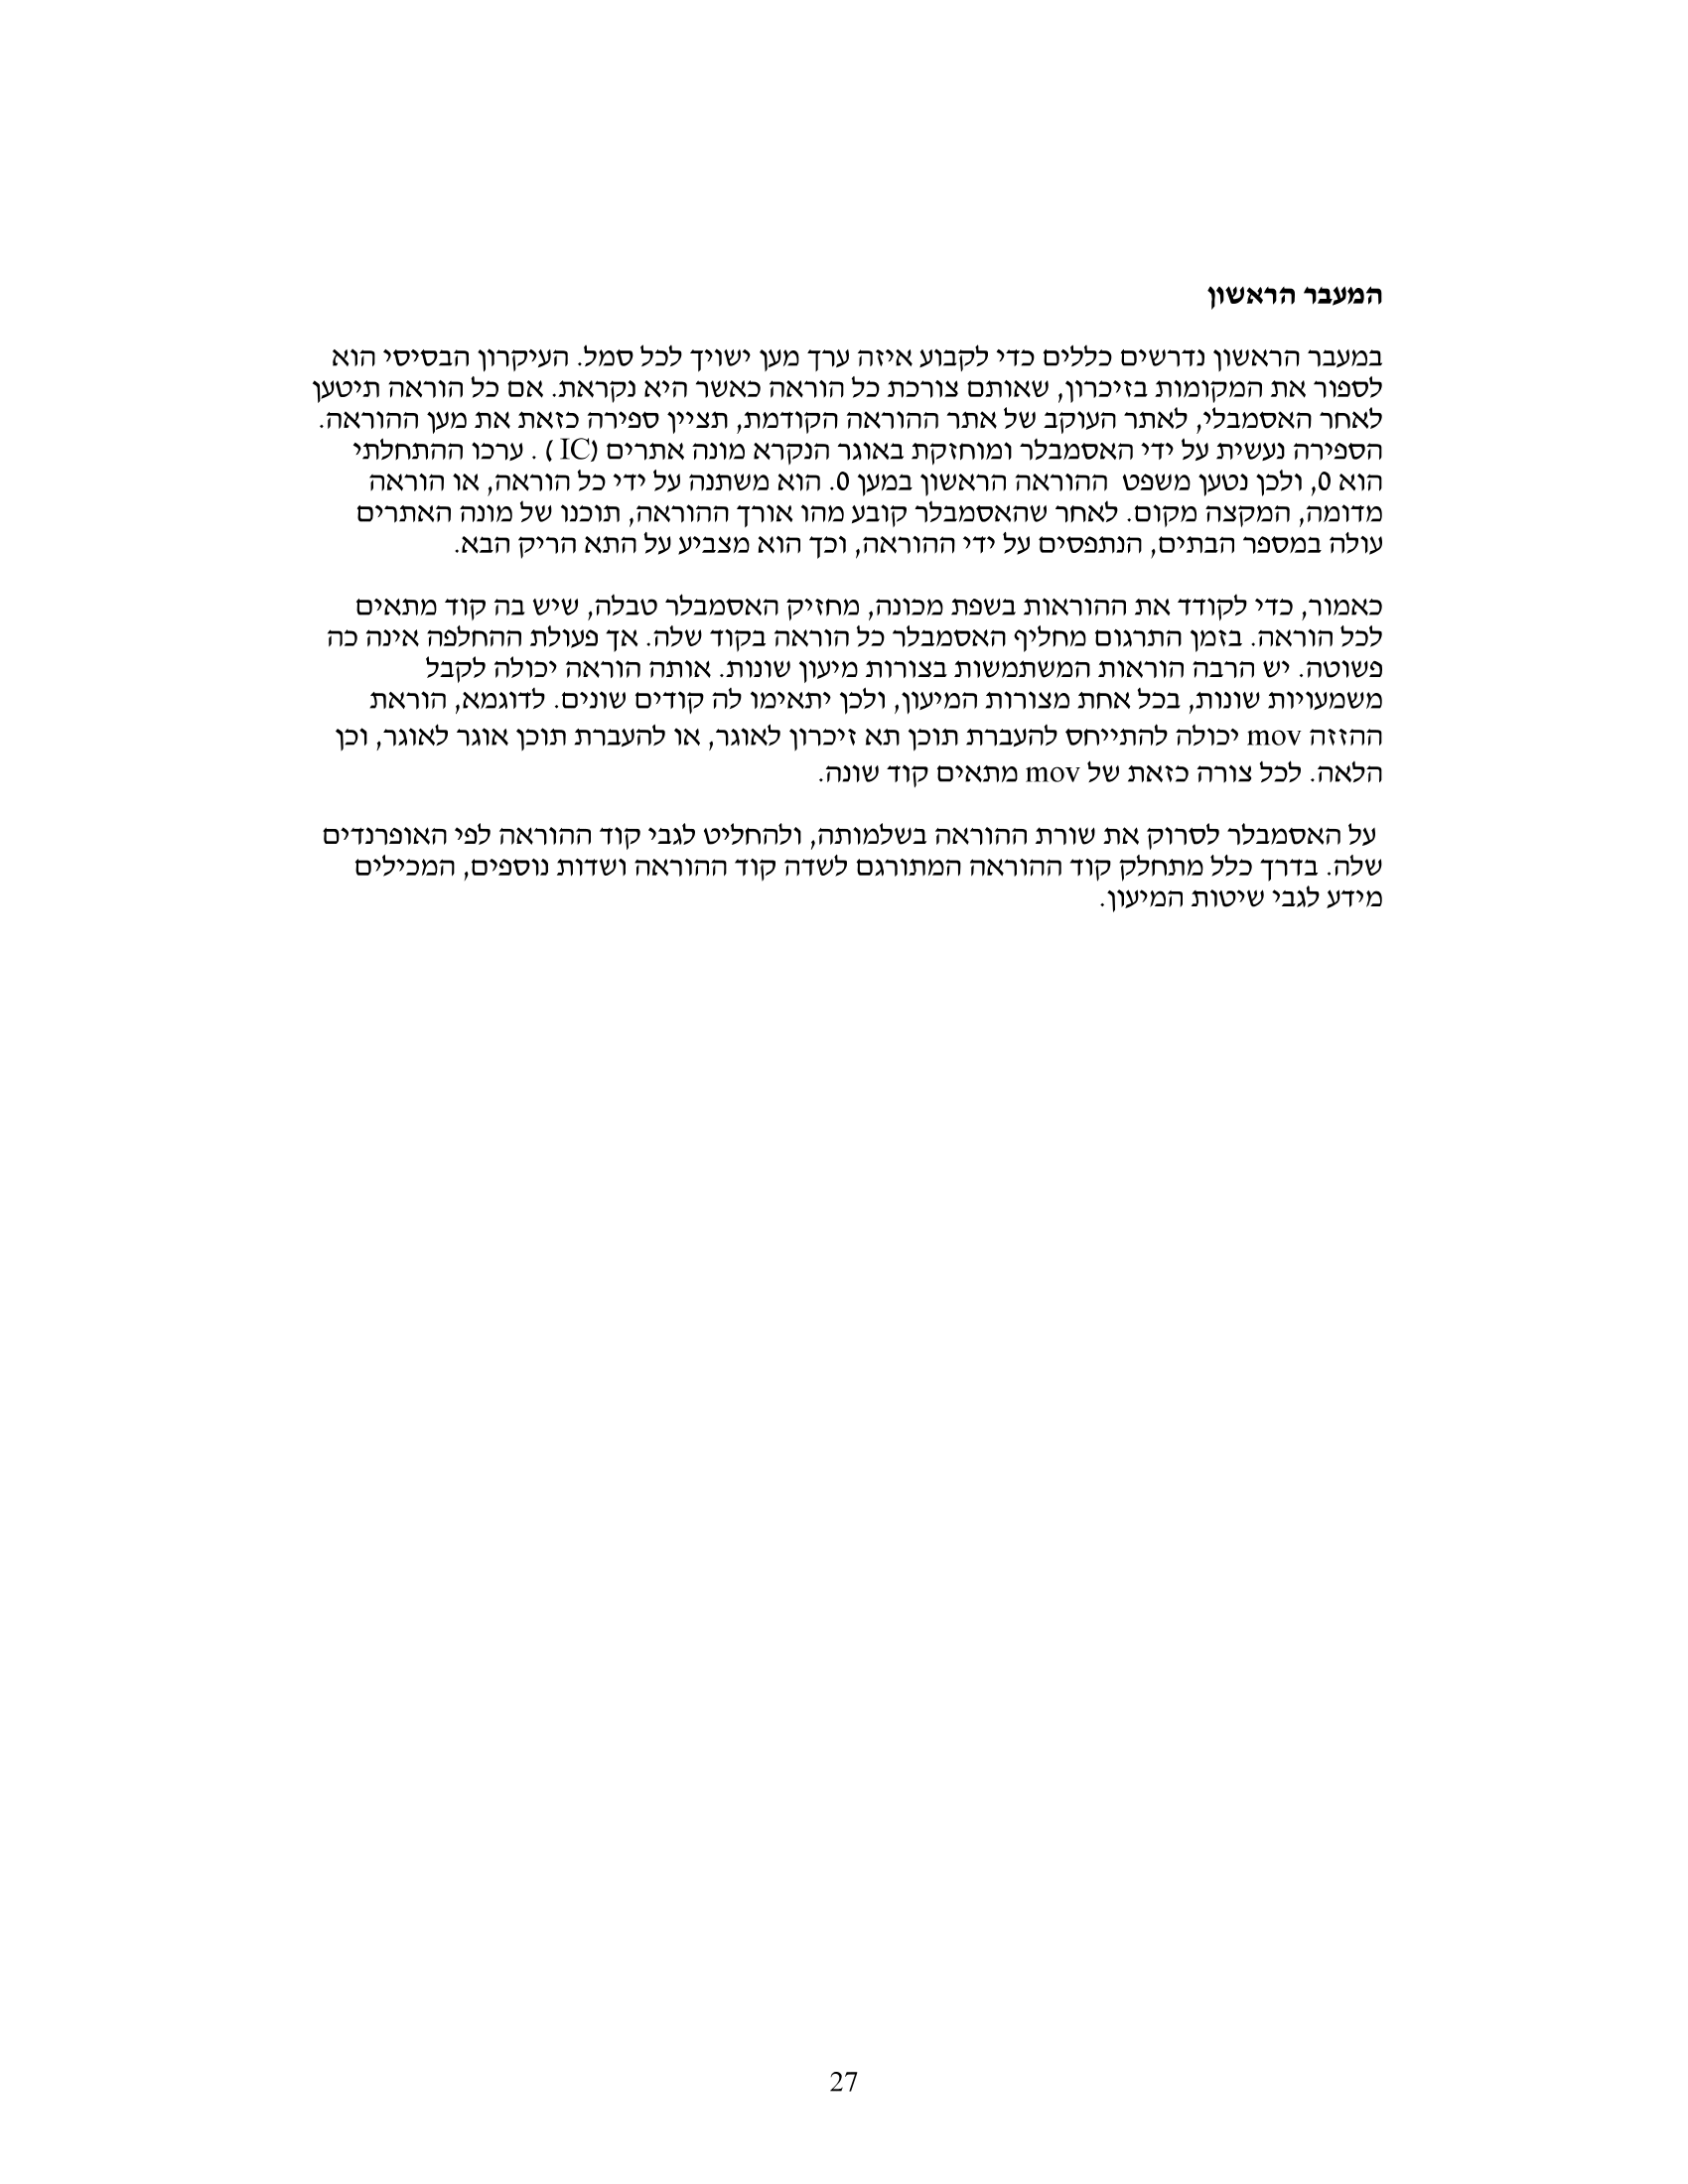 המעבר הראשון
במעבר הראשון נדרשים כללים כדי לקבוע איזה ערך מען ישויך לכל סמל. העיקרון הבסיסי הוא
לספור את המקומות בזיכרון, שאותם צורכת כל הוראה כאשר היא נקראת. אם כל הוראה תיטען
לאחר האסמבלי, לאתר העוקב של אתר ההוראה הקודמת, תציין ספירה כזאת את מען ההוראה.
הספירה נעשית על ידי האסמבלר ומוחזקת באוגר הנקרא מונה אתרים (IC ) . ערכו ההתחלתי
הוא 0, ולכן נטען משפט  ההוראה הראשון במען 0. הוא משתנה על ידי כל הוראה, או הוראה
מדומה, המקצה מקום. לאחר שהאסמבלר קובע מהו אורך ההוראה, תוכנו של מונה האתרים
עולה במספר הבתים, הנתפסים על ידי ההוראה, וכך הוא מצביע על התא הריק הבא.
כאמור, כדי לקודד את ההוראות בשפת מכונה, מחזיק האסמבלר טבלה, שיש בה קוד מתאים
לכל הוראה. בזמן התרגום מחליף האסמבלר כל הוראה בקוד שלה. אך פעולת ההחלפה אינה כה
פשוטה. יש הרבה הוראות המשתמשות בצורות מיעון שונות. אותה הוראה יכולה לקבל
משמעויות שונות, בכל אחת מצורות המיעון, ולכן יתאימו לה קודים שונים. לדוגמא, הוראת
ההזזה mov יכולה להתייחס להעברת תוכן תא זיכרון לאוגר, או להעברת תוכן אוגר לאוגר, וכן
הלאה. לכל צורה כזאת של mov מתאים קוד שונה.
על האסמבלר לסרוק את שורת ההוראה בשלמותה, ולהחליט לגבי קוד ההוראה לפי האופרנדים
שלה. בדרך כלל מתחלק קוד ההוראה המתורגם לשדה קוד ההוראה ושדות נוספים, המכילים
מידע לגבי שיטות המיעון.
27